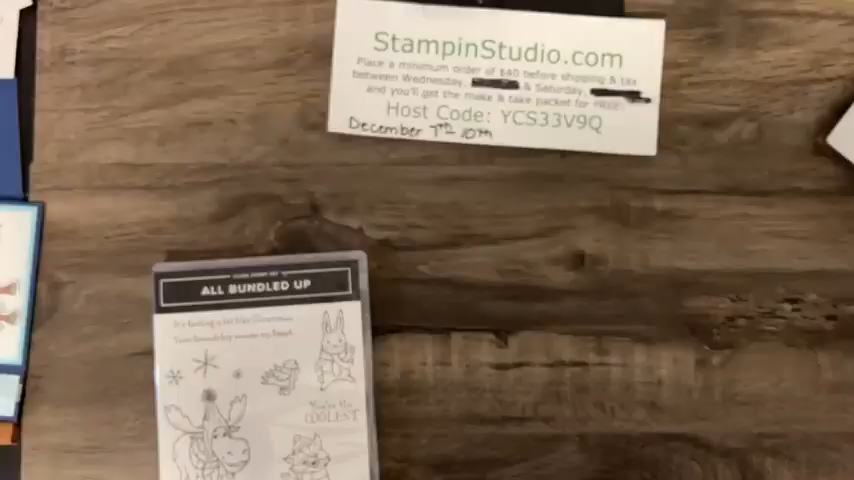 StampinStudio.com
Place a minimum order of $40 before shipping & tax
between Wednesday, & Saturday,
and you'll get the make & take packet for FREE!
Host Code: YCS33V9Q
December 7th 10th
ALL BUNDLED UP
It's feeling a lot like Christmas
Your friendship warms my heart
You're the
COOLEST